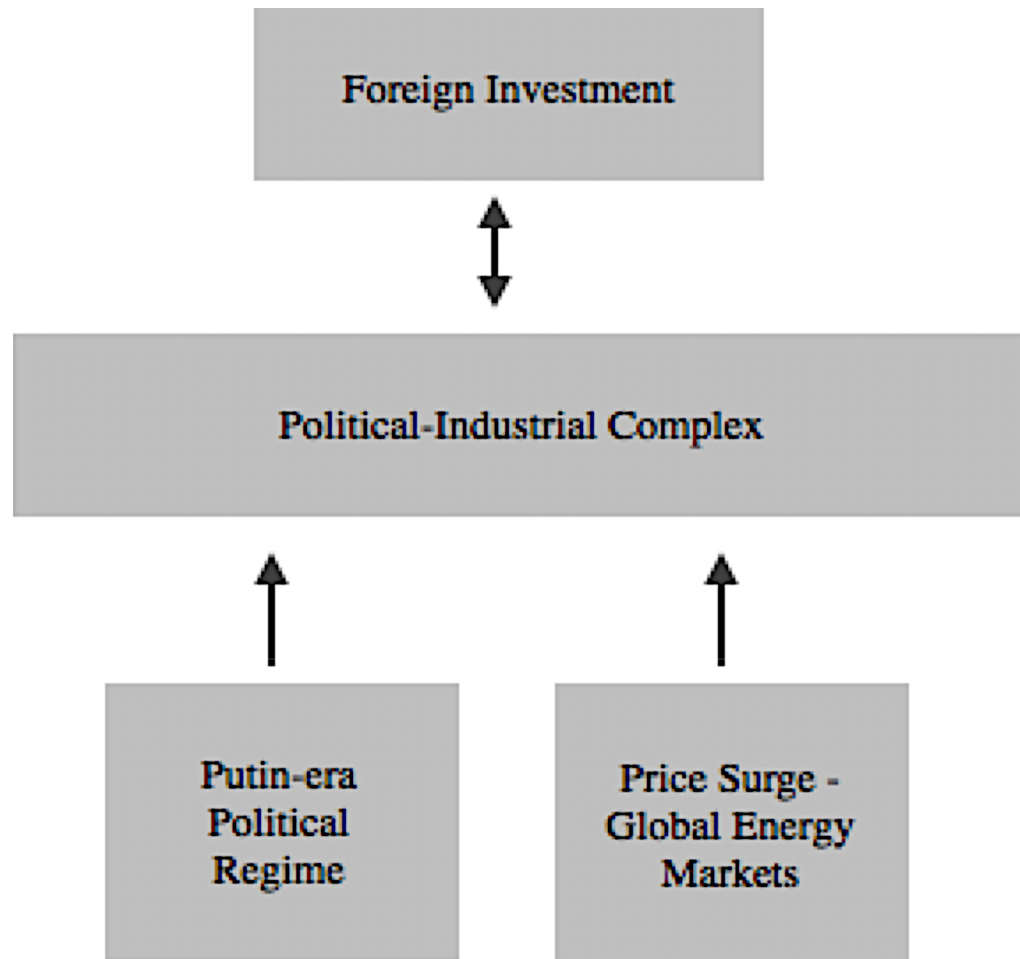 Foreign Investment
Political-Industrial Complex
Putin-era
Political
Regime
Price Surge -
Global Energy
Markets